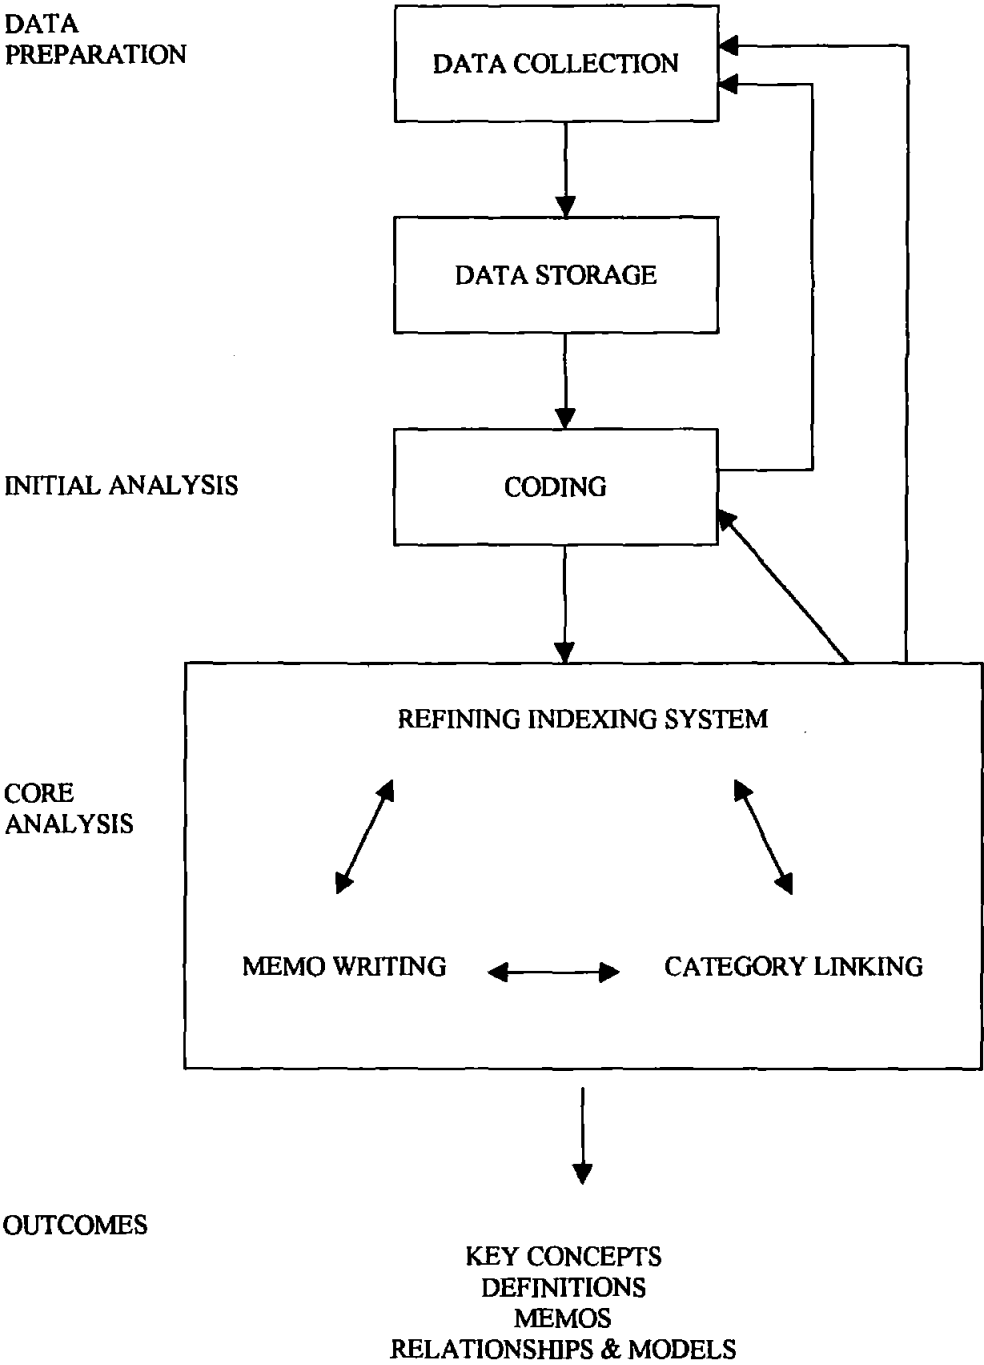 DATA
PREPARATION
DATA COLLECTION
DATA STORAGE
INITIAL ANALYSIS
CODING
REFINING INDEXING SYSTEM
CORE
ANALYSIS
MEMO WRITING
CATEGORY LINKING
OUTCOMES
KEY CONCEPTS
DEFINITIONS
MEMOS
RELATIONSHIPS & MODELS